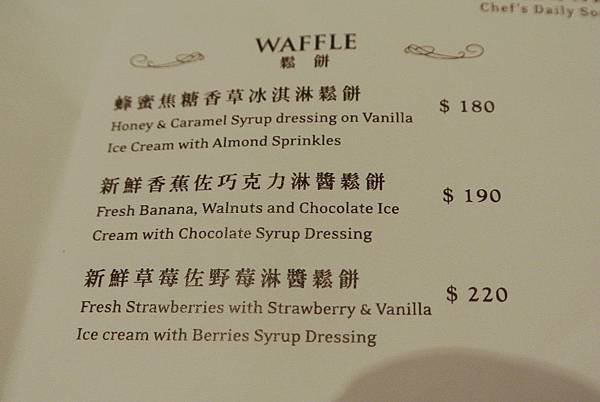 Chef's Daily So
WAFFLE
鬆餅
蜂蜜焦糖香草冰淇淋鬆餅 $ 180
Honey & Caramel Syrup dressing on Vanilla
Ice Cream with Almond Sprinkles
新鮮香蕉佐巧克力淋醬鬆餅 $ 190
Fresh Banana, Walnuts and Chocolate Ice
Cream with Chocolate Syrup Dressing
新鮮草莓佐野莓淋醬鬆餅 $ 220
Fresh Strawberries with Strawberry & Vanilla
Ice cream with Berries Syrup Dressing